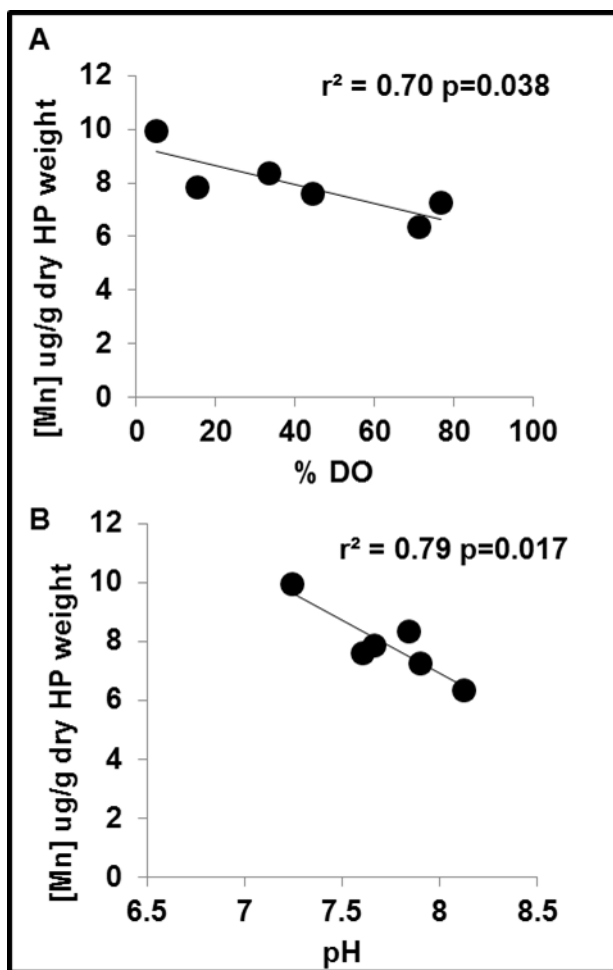 A
r² = 0.70 p=0.038
[Mn] ug/g dry HP weight
12
10
8
6
4
2
0
0 20 40 60 80 100
% DO
B
r² = 0.79 p=0.017
[Mn] ug/g dry HP weight
12
10
8
6
4
2
0
6.5 7 7.5 8 8.5
pH